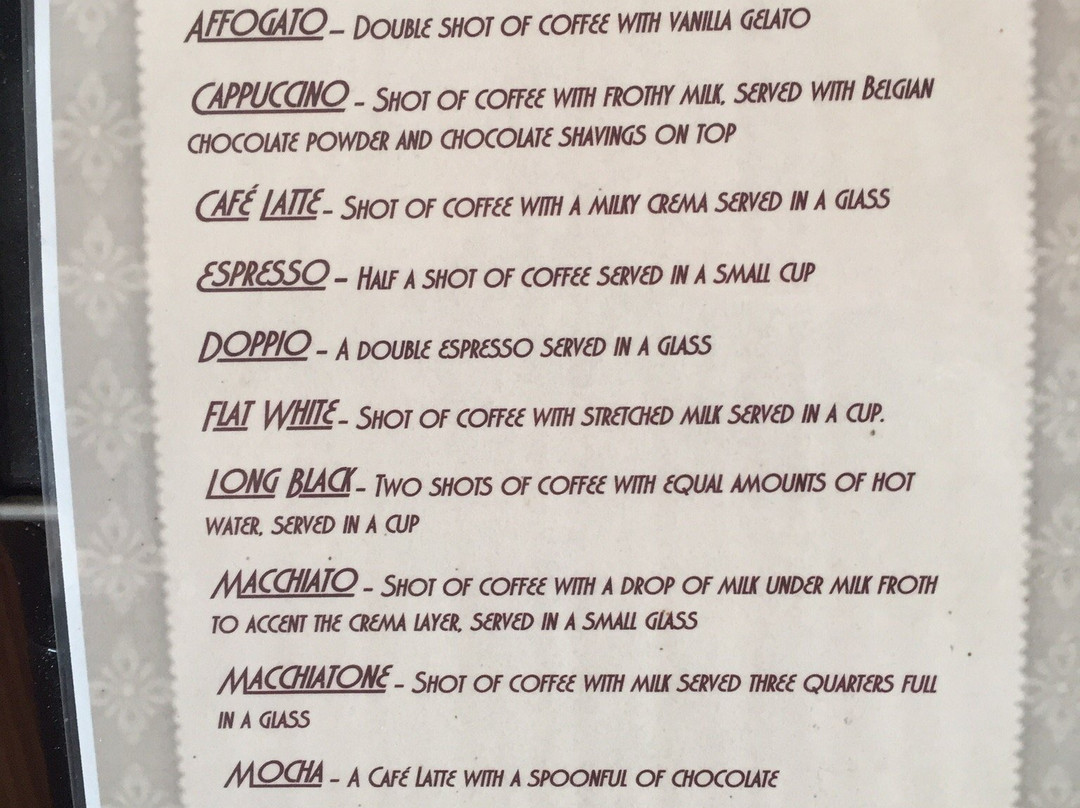 AFFOGATO – DOUBLE SHOT OF COFFEE WITH VANILLA GELATO
CAPPUCCINO – SHOT OF COFFEE WITH FROTHY MILK, SERVED WITH BELGIAN
CHOCOLATE POWDER AND CHOCOLATE SHAVINGS ON TOP
CAFÉ LATTE– SHOT OF COFFEE WITH A MILKY CREMA SERVED IN A GLASS
ESPRESSO – HALF A SHOT OF COFFEE SERVED IN A SMALL CUP
DOPPIO – A DOUBLE ESPRESSO SERVED IN A GLASS
FLAT WHITE– SHOT OF COFFEE WITH STRETCHED MILK SERVED IN A CUP.
LONG BLACK– TWO SHOTS OF COFFEE WITH EQUAL AMOUNTS OF HOT
WATER, SERVED IN A CUP
MACCHIATO – SHOT OF COFFEE WITH A DROP OF MILK UNDER MILK FROTH
TO ACCENT THE CREMA LAYER, SERVED IN A SMALL GLASS
MACCHIATONE – SHOT OF COFFEE WITH MILK SERVED THREE QUARTERS FULL
IN A GLASS
MOCHA – A CAFÉ LATTE WITH A SPOONFUL OF CHOCOLATE